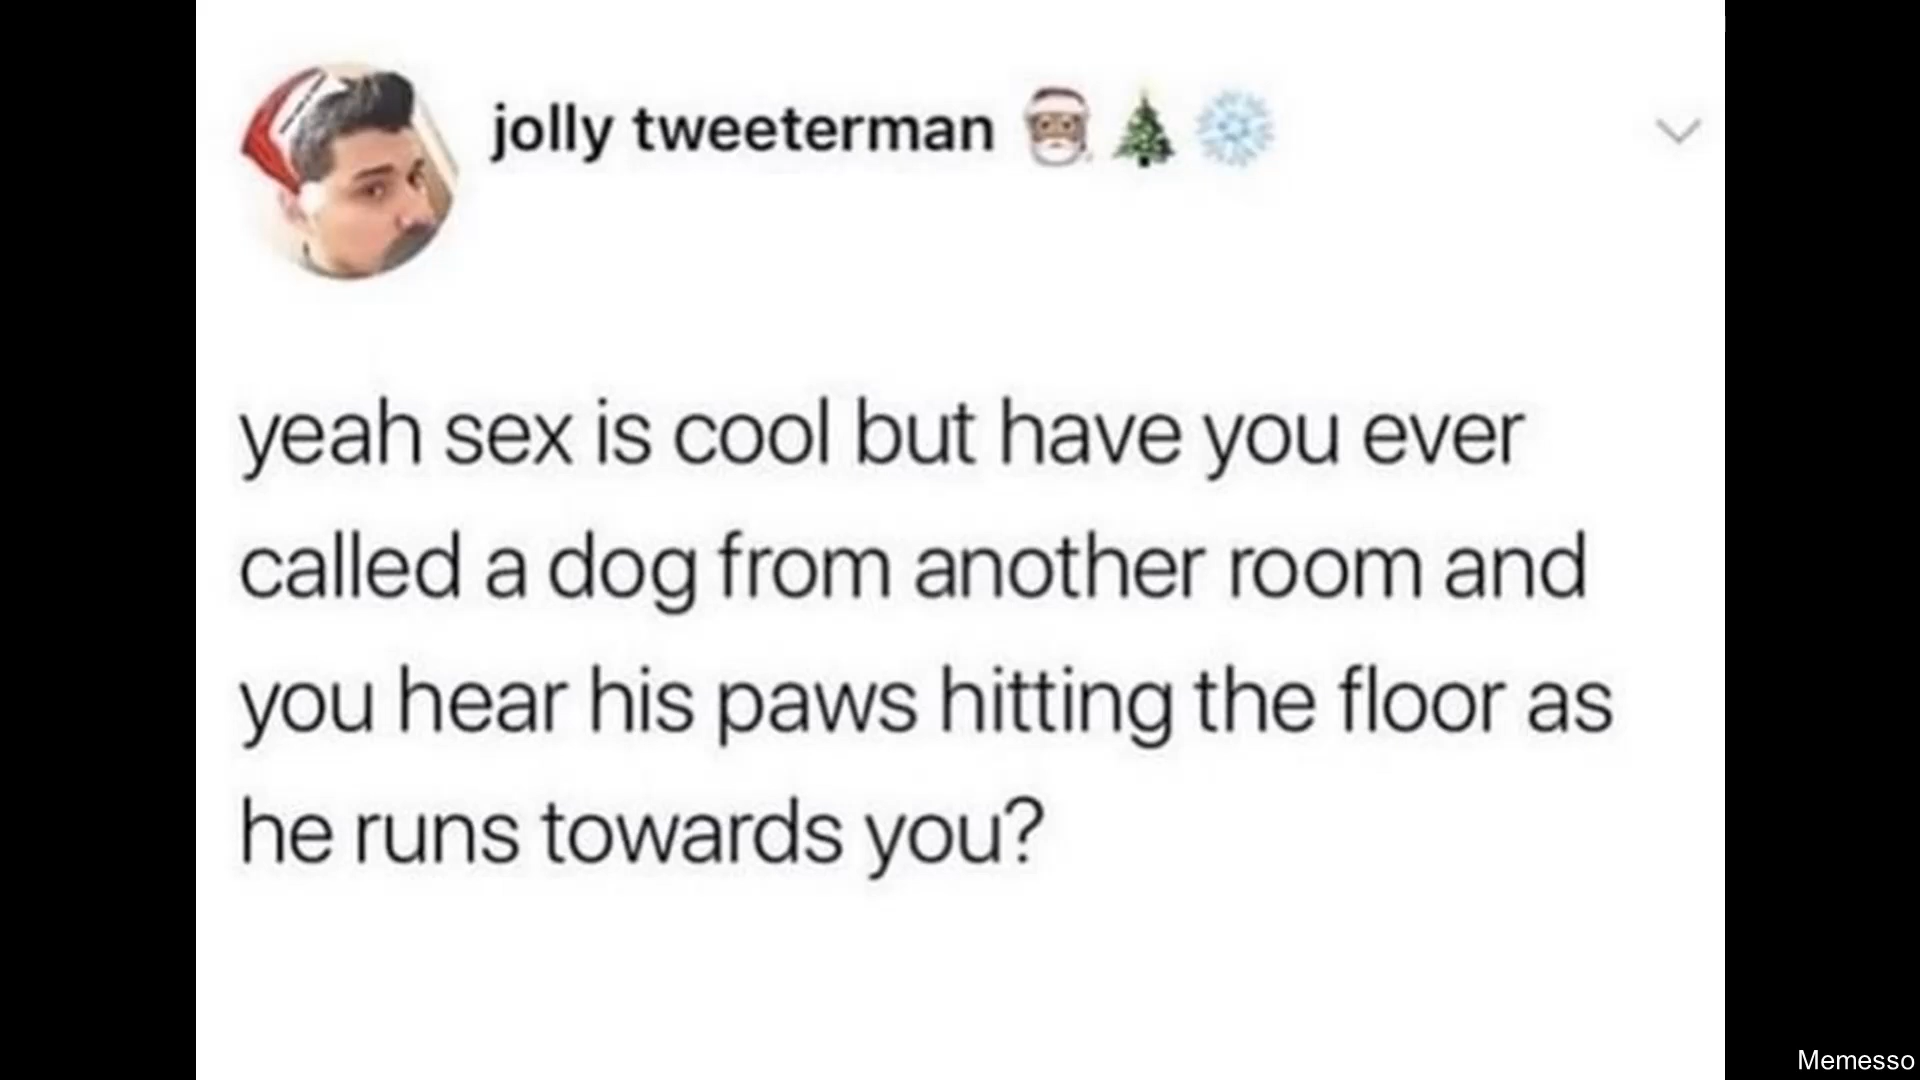 jolly tweeterman 🎅🏽🎄❄️
yeah sex is cool but have you ever
called a dog from another room and
you hear his paws hitting the floor as
he runs towards you?
Memesso